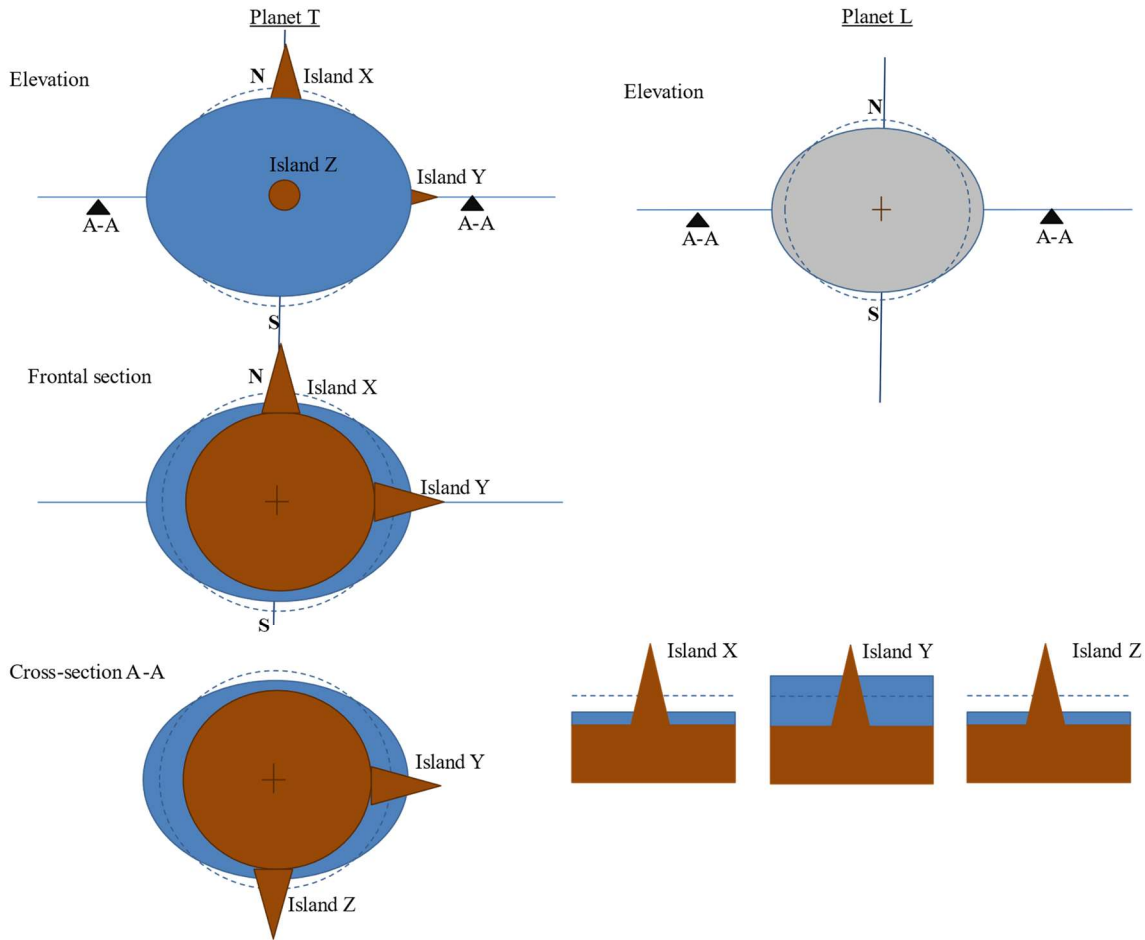 Planet T
Planet L
Elevation
N
Island X
Island Z
Island Y
A-A
A-A
S
Elevation
N
A-A
A-A
S
Frontal section
N
Island X
Island Y
S
Cross-section A-A
Island Y
Island Z
Island X
Island Y
Island Z